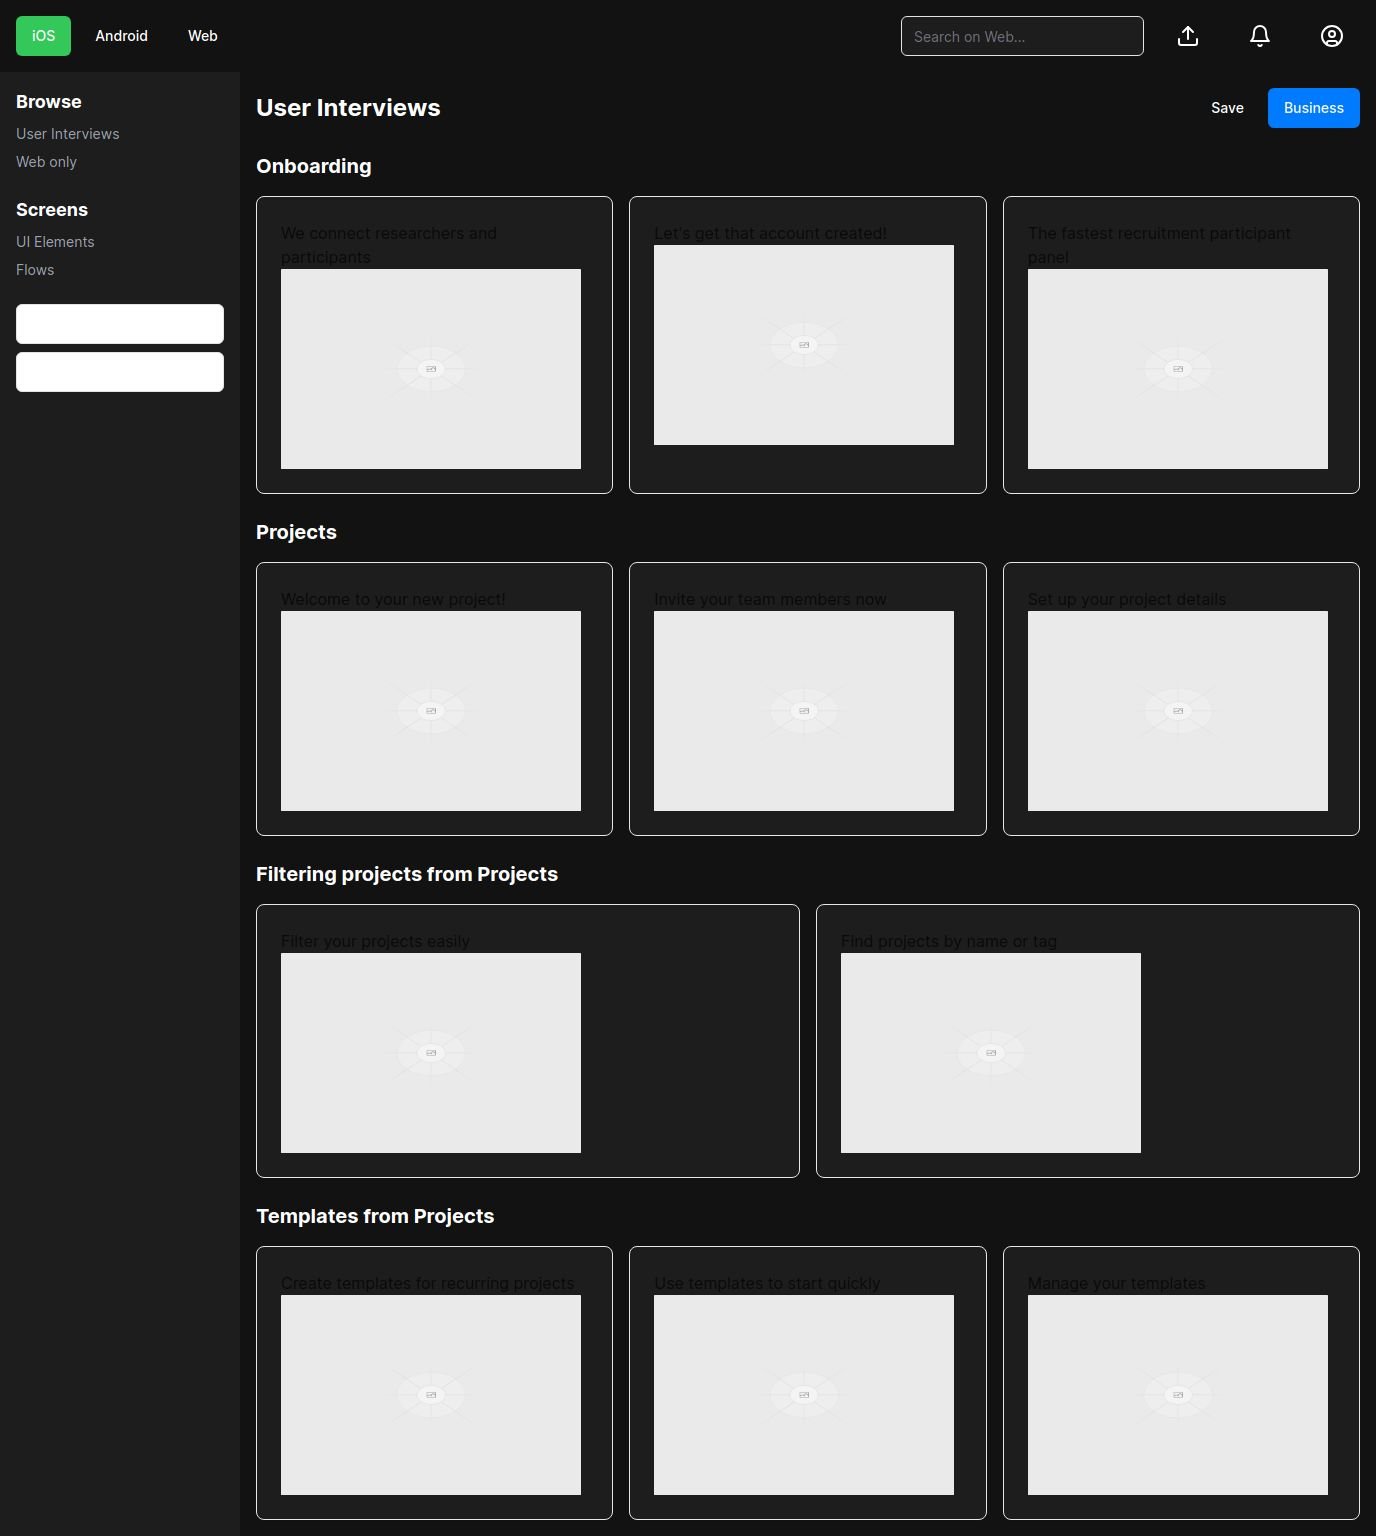 iOS
Android
Web
Search on Web...
Browse
User Interviews
Web only
Screens
UI Elements
Flows
User Interviews
Save
Business
Onboarding
We connect researchers and
participants
Let's get that account created!
The fastest recruitment participant
panel
Projects
Welcome to your new project!
Invite your team members now
Set up your project details
Filtering projects from Projects
Filter your projects easily
Find projects by name or tag
Templates from Projects
Create templates for recurring projects
Use templates to start quickly
Manage your templates